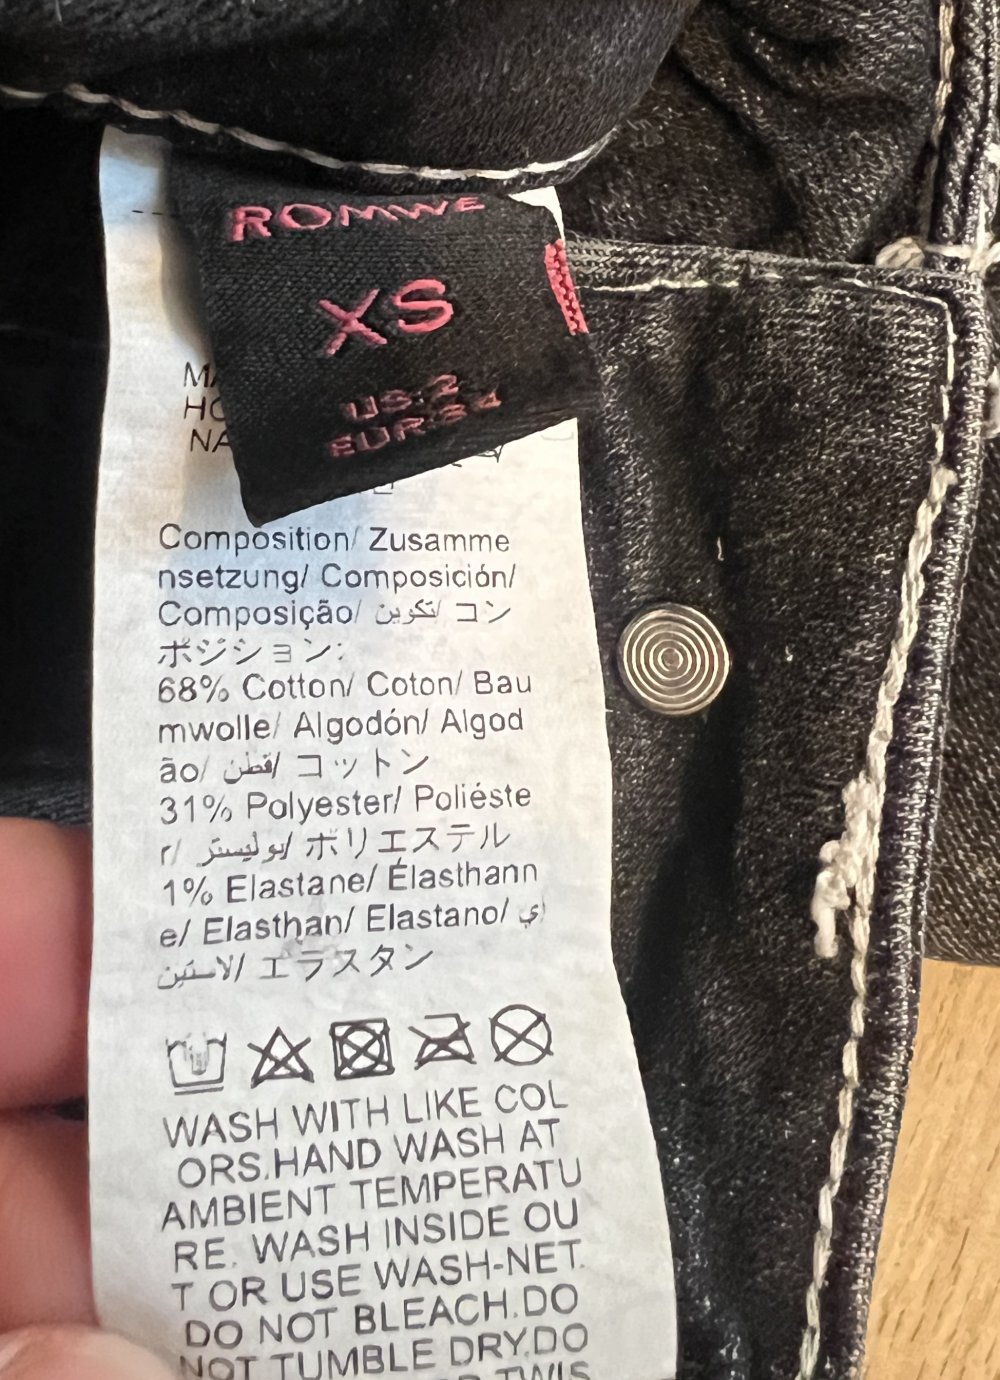 ROMWE
XS
US:2
EUR:34
Composition/ Zusamme
nsetzung/ Composición/
Composição/ تكوين/ コン
ポジション:
68% Cotton/ Coton/ Bau
mwolle/ Algodón/ Algod
ão/ قطن/ コットン
31% Polyester/ Poliéste
r/ بوليستر/ ポリエステル
1% Elastane/ Élasthann
e/ Elasthan/ Elastano/
エラスタン
WASH WITH LIKE COL
ORS.HAND WASH AT
AMBIENT TEMPERATU
RE. WASH INSIDE OU
T OR USE WASH-NET.
DO NOT BLEACH.DO
NOT TUMBLE DRY.DO